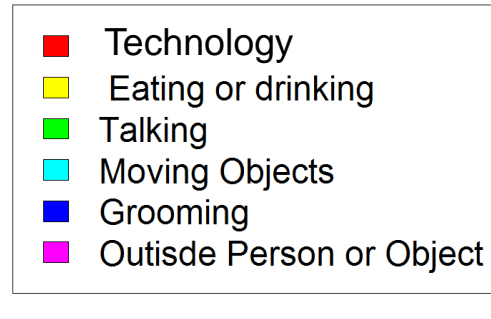 Technology
Eating or drinking
Talking
Moving Objects
Grooming
Outisde Person or Object